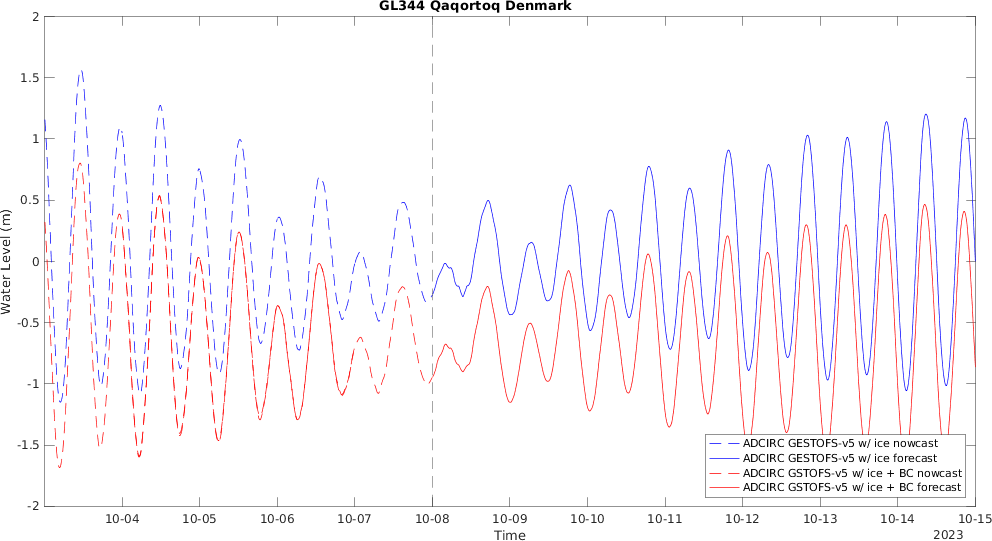 GL344 Qaqortoq Denmark
2
1.5
1
0.5
0
-0.5
-1
-1.5
-2
Water Level (m)
ADCIRC GESTOFS-v5 w/ ice nowcast
ADCIRC GESTOFS-v5 w/ ice forecast
ADCIRC GSTOFS-v5 w/ ice + BC nowcast
ADCIRC GSTOFS-v5 w/ ice + BC forecast
10-04 10-05 10-06 10-07 10-08 10-09 10-10 10-11 10-12 10-13 10-14 10-15
Time
2023